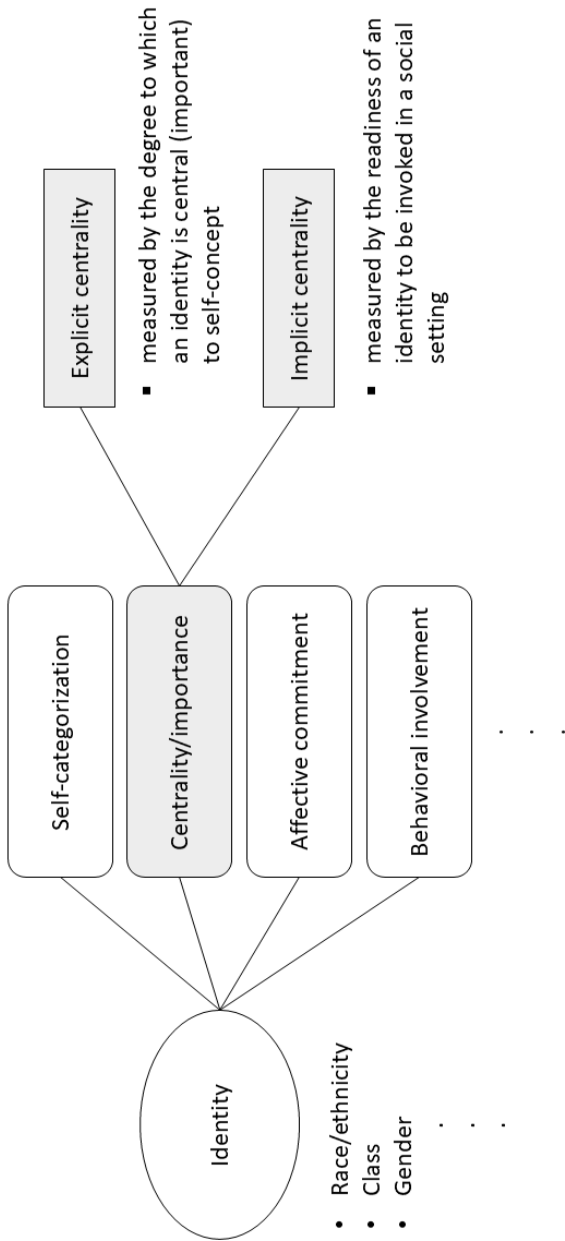 Identity
• Race/ethnicity
• Class
• Gender
.
.
.
Self-categorization
Centrality/importance
Affective commitment
Behavioral involvement
.
.
.
Explicit centrality
▪ measured by the degree to which
an identity is central (important)
to self-concept
Implicit centrality
▪ measured by the readiness of an
identity to be invoked in a social
setting